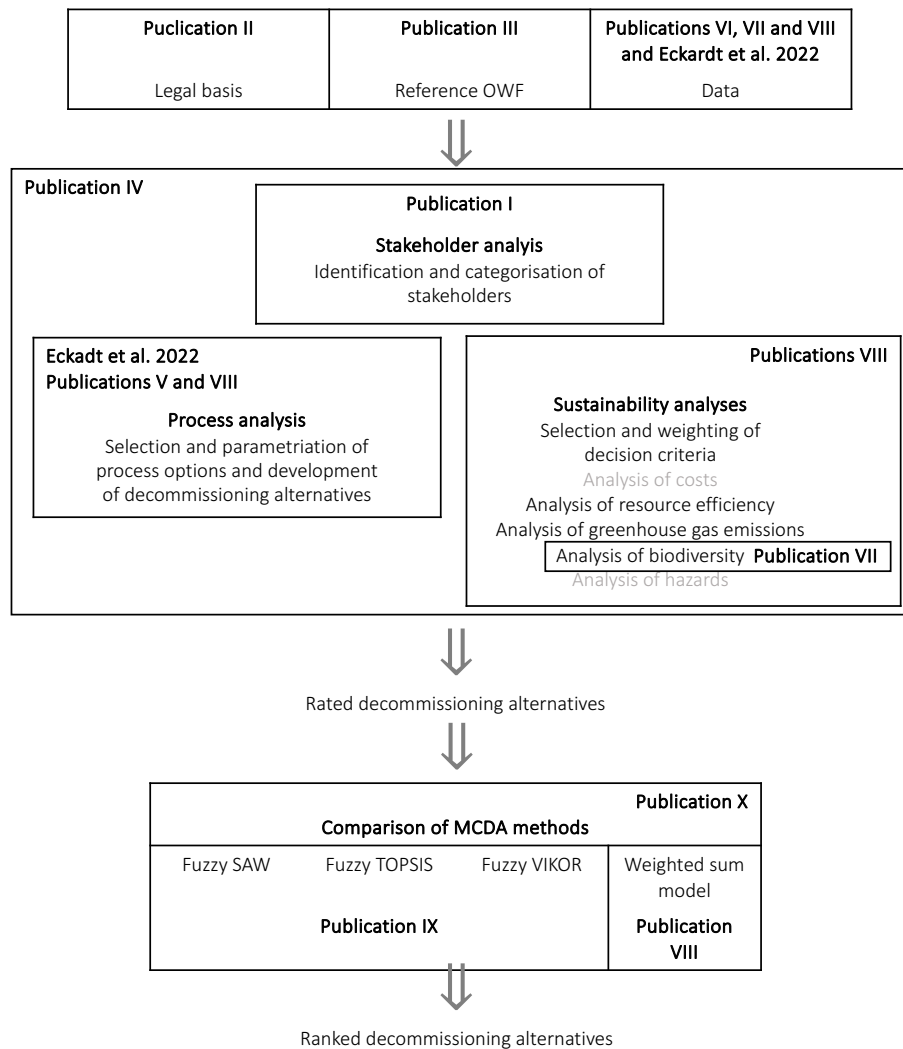 Puclication II
Legal basis
Publication III
Reference OWF
Publications VI, VII and VIII
and Eckardt et al. 2022
Data
Publication IV
Publication I
Stakeholder analyis
Identification and categorisation of
stakeholders
Eckadt et al. 2022
Publications V and VIII
Process analysis
Selection and parametriation of
process options and development
of decommissioning alternatives
Publications VIII
Sustainability analyses
Selection and weighting of
decision criteria
Analysis of costs
Analysis of resource efficiency
Analysis of greenhouse gas emissions
Analysis of biodiversity Publication VII
Analysis of hazards
Rated decommissioning alternatives
Publication X
Comparison of MCDA methods
Fuzzy SAW
Fuzzy TOPSIS
Fuzzy VIKOR
Publication IX
Weighted sum
model
Publication
VIII
Ranked decommissioning alternatives